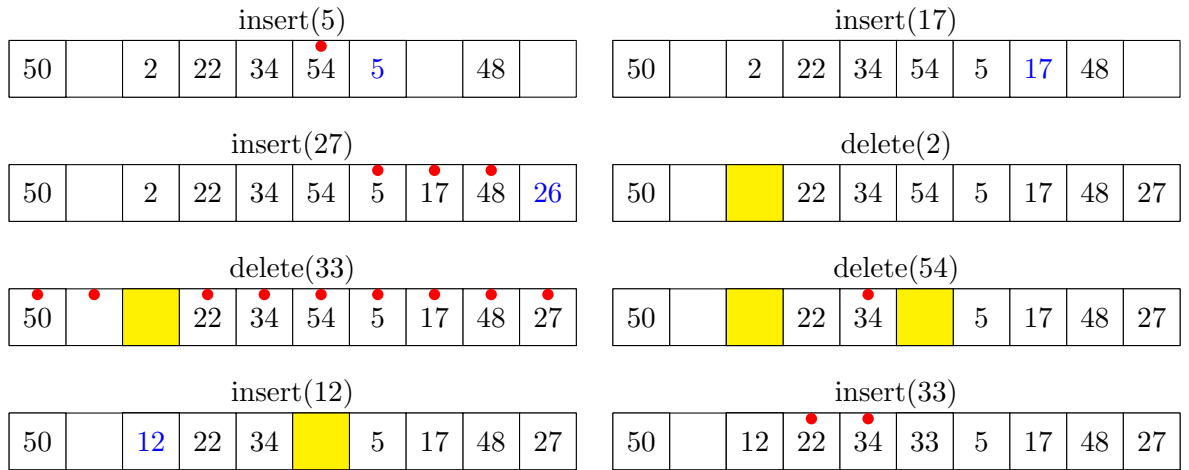 insert(5)
50 2 22 34 54 5 48
insert(17)
50 2 22 34 54 5 17 48
insert(27)
50 2 22 34 54 5 17 48 26
delete(2)
50 22 34 54 5 17 48 27
delete(33)
50 22 34 54 5 17 48 27
delete(54)
50 22 34 5 17 48 27
insert(12)
50 12 22 34 5 17 48 27
insert(33)
50 12 22 34 33 5 17 48 27